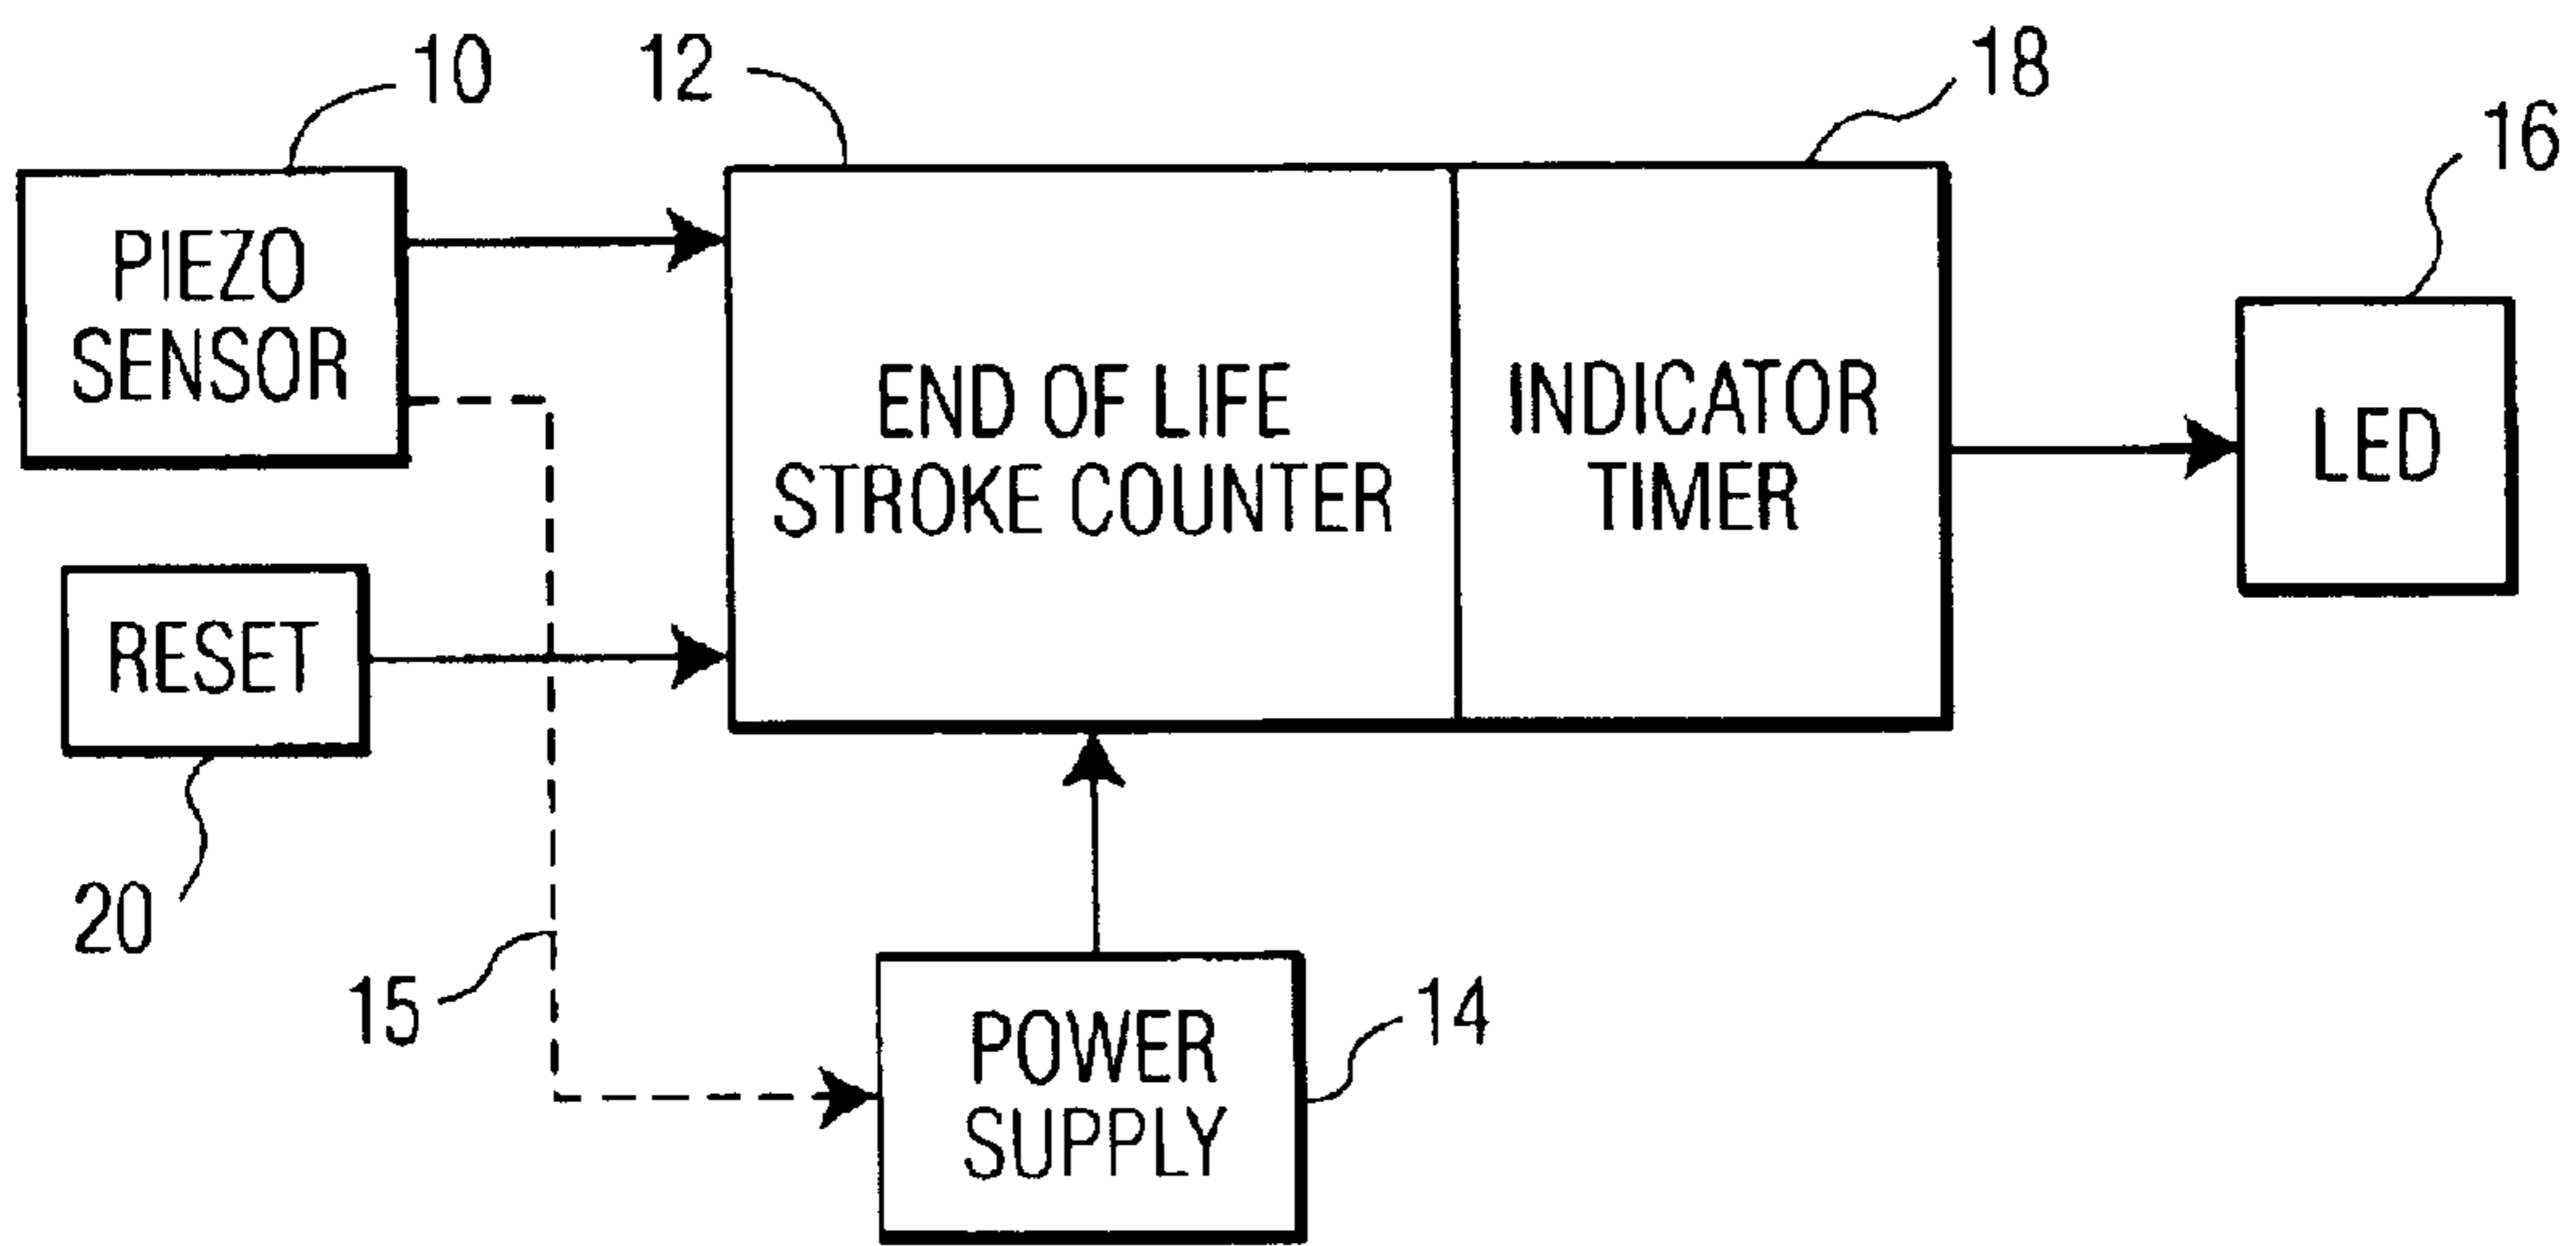 10
12
18
16
PIEZO
SENSOR
END OF LIFE
STROKE COUNTER
INDICATOR
TIMER
LED
RESET
20
15
POWER
SUPPLY
14